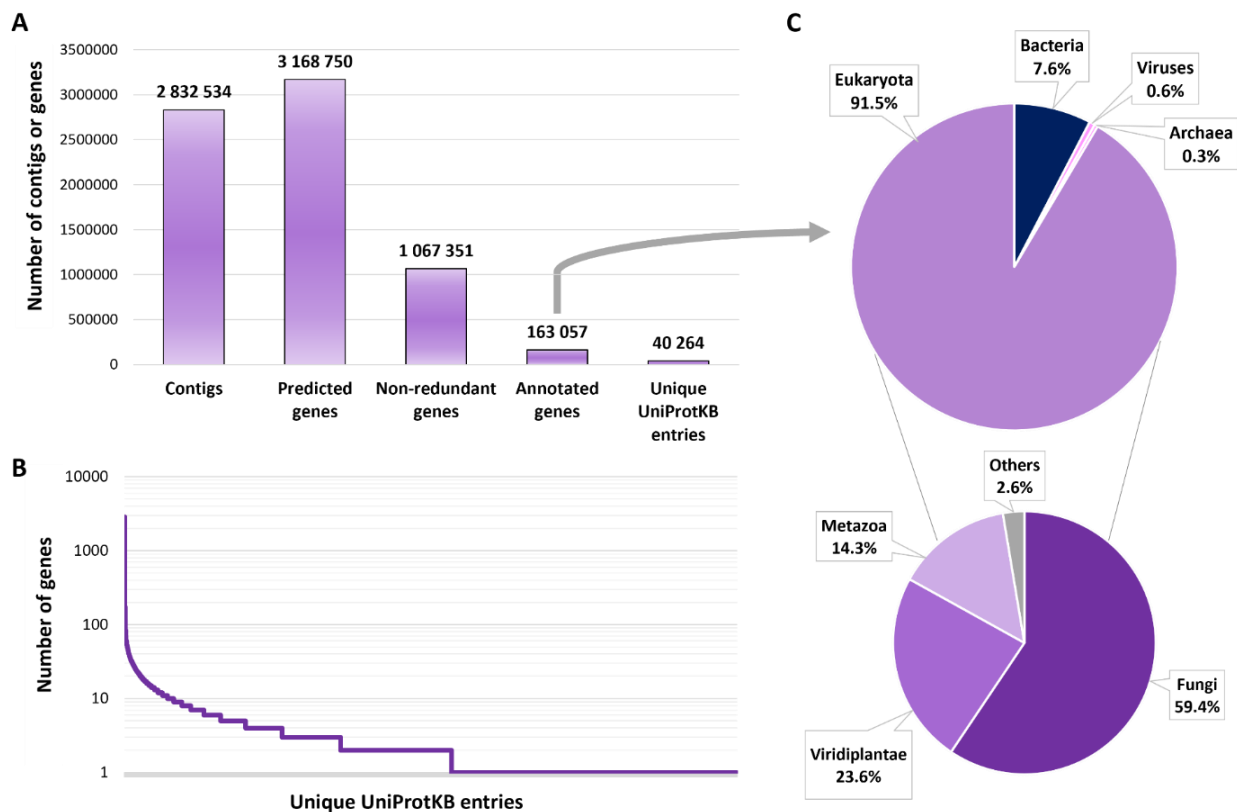 A
Number of contigs or genes
3500000
3000000
2500000
2000000
1500000
1000000
500000
0
2 832 534
3 168 750
1 067 351
163 057
40 264
Contigs
Predicted
genes
Non-redundant
genes
Annotated
genes
Unique
UniProtKB
entries
B
Number of genes
10000
1000
100
10
1
Unique UniProtKB entries
C
Eukaryota
91.5%
Bacteria
7.6%
Viruses
0.6%
Archaea
0.3%
Others
2.6%
Metazoa
14.3%
Viridiplantae
23.6%
Fungi
59.4%